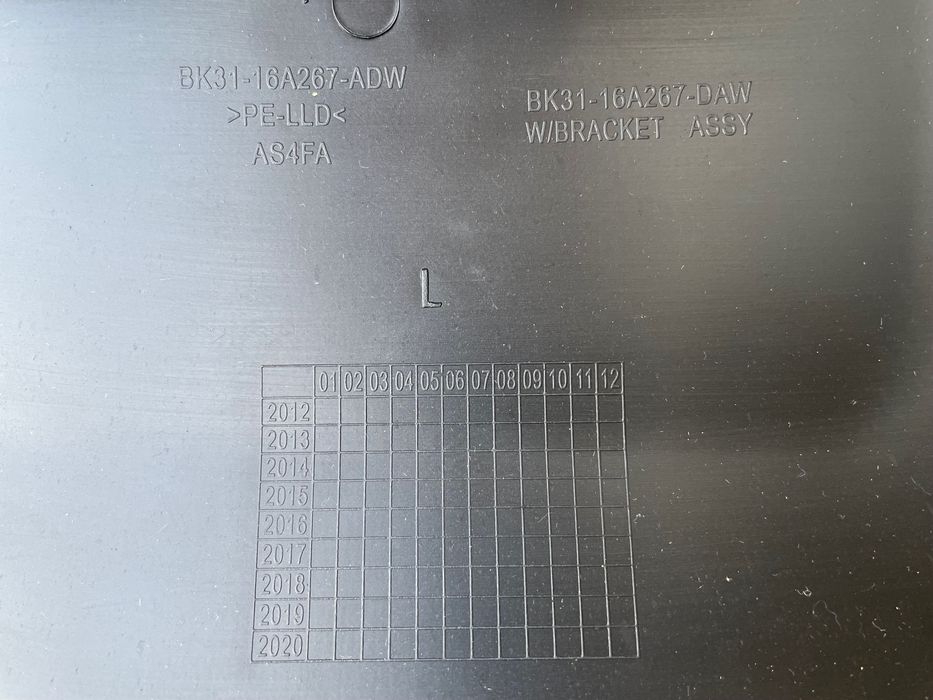 BK31-16A267-ADW
>PE-LLD<
AS4FA
BK31-16A267-DAW
W/BRACKET ASSY
L
01 02 03 04 05 06 07 08 09 10 11 12
2012
2013
2014
2015
2016
2017
2018
2019
2020